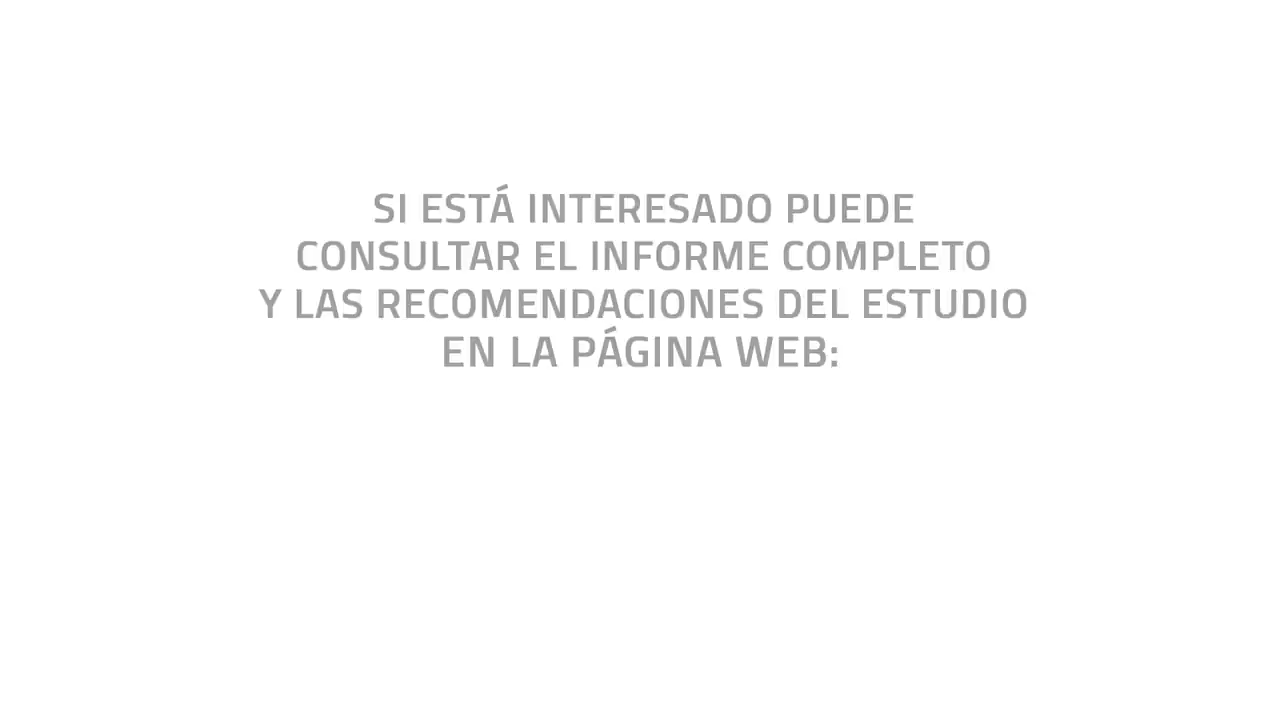 SI ESTÁ INTERESADO PUEDE
CONSULTAR EL INFORME COMPLETO
Y LAS RECOMENDACIONES DEL ESTUDIO
EN LA PÁGINA WEB: